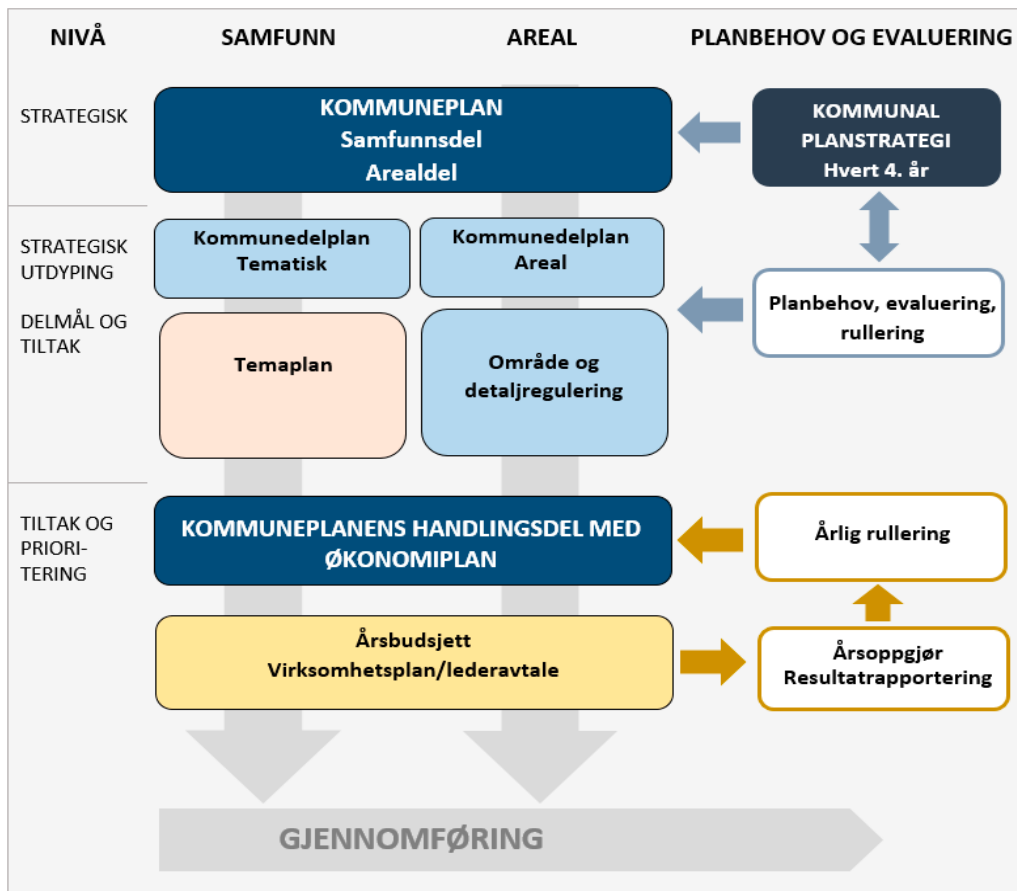 NIVÅ
SAMFUNN
AREAL
PLANBEHOV OG EVALUERING
STRATEGISK
KOMMUNEPLAN
Samfunnsdel
Arealdel
KOMMUNAL
PLANSTRATEGI
Hvert 4. år
STRATEGISK
UTDYPING
Kommunedelplan
Tematisk
Kommunedelplan
Areal
Planbehov, evaluering,
rullering
DELMÅL OG
TILTAK
Temaplan
Område og
detaljregulering
TILTAK OG
PRIORI-
TERING
KOMMUNEPLANENS HANDLINGSDEL MED
ØKONOMIPLAN
Årlig rullering
Årsbudsjett
Virksomhetsplan/lederavtale
Årsoppgjør
Resultatrapportering
GJENNOMFØRING